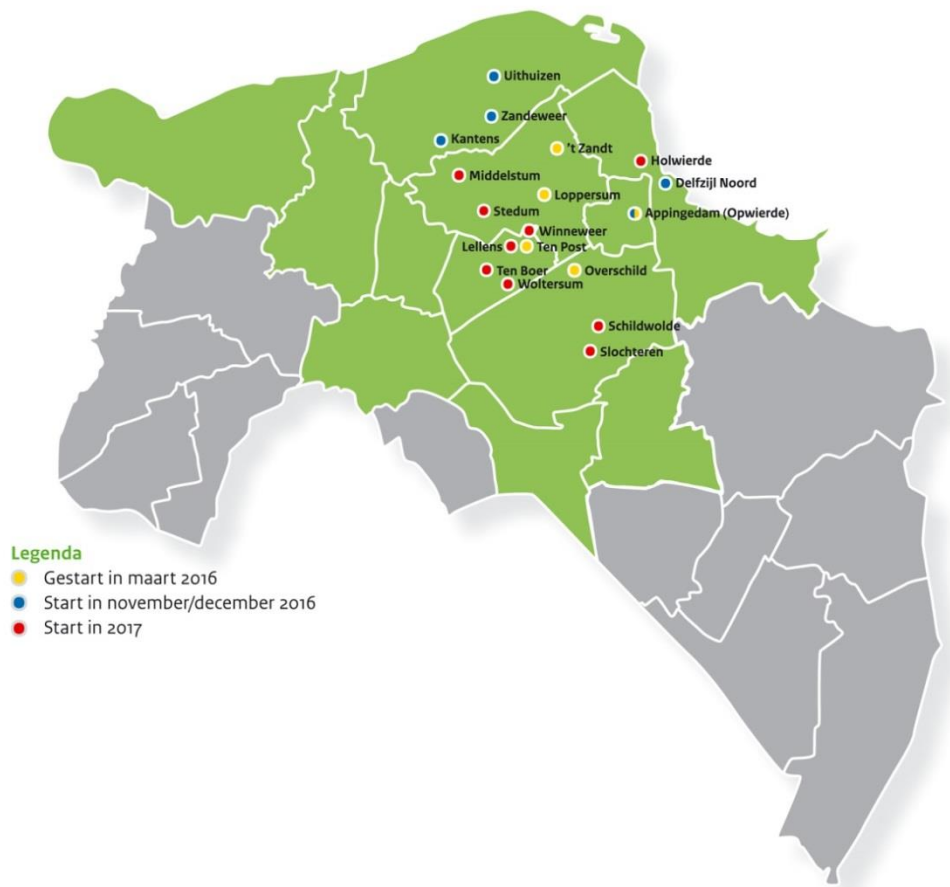 Uithuizen
Zandeweer
Kantens
't Zandt
Holwierde
Middelstum
Delfzijl Noord
Loppersum
Stedum
Appingedam (Opwierde)
Winneweer
Lellens
Ten Post
Ten Boer
Overschild
Woltersum
Schildwolde
Slochteren
Legenda
Gestart in maart 2016
Start in november/december 2016
Start in 2017